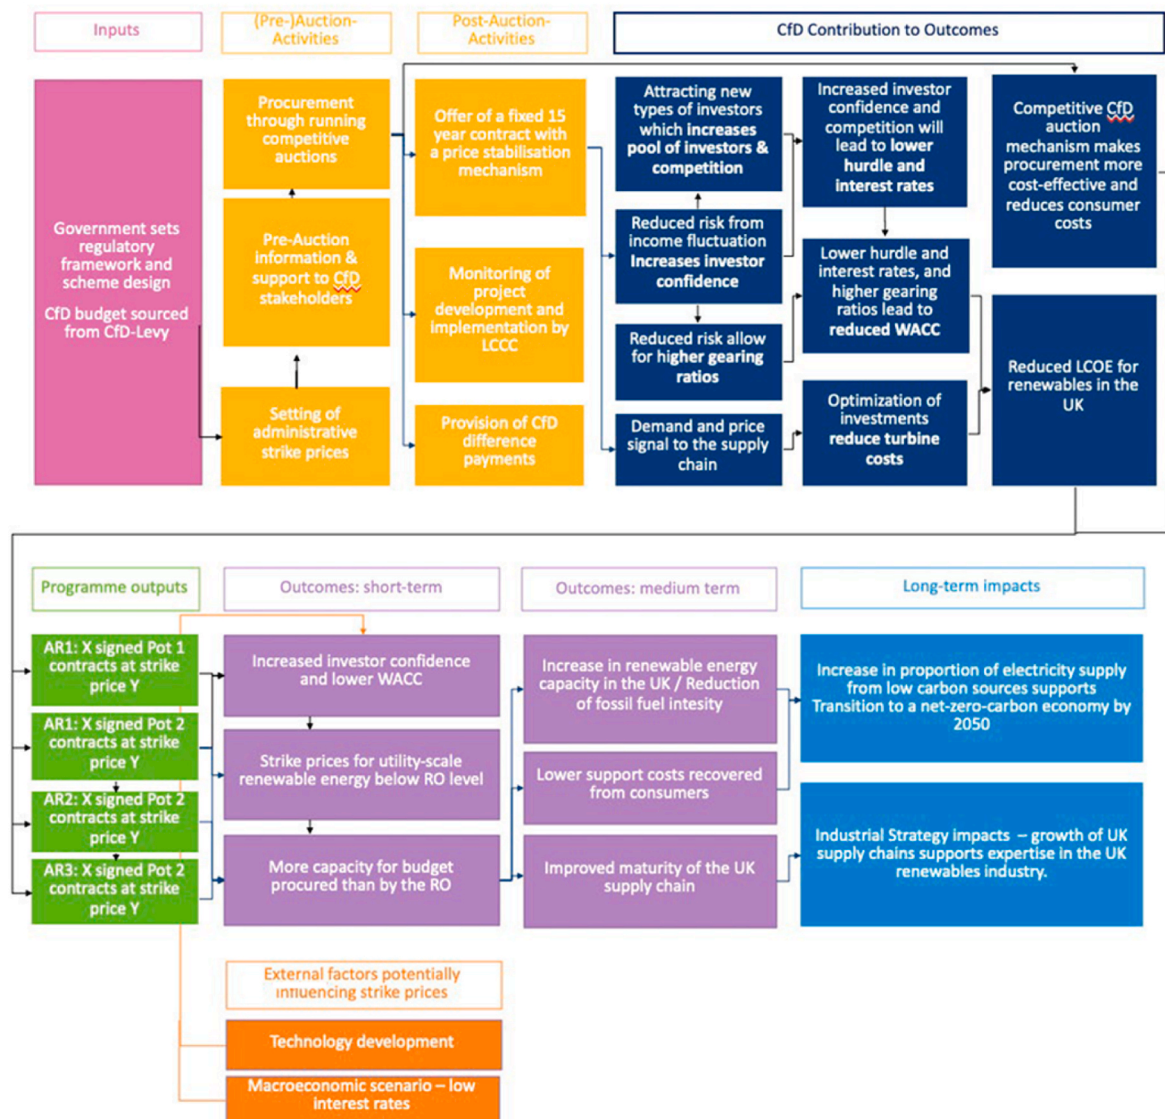 Inputs
(Pre-)Auction-
Activities
Post-Auction-
Activities
CfD Contribution to Outcomes
Government sets
regulatory
framework and
scheme design
CfD budget sourced
from CfD-Levy
Procurement
through running
competitive
auctions
Pre-Auction
information &
support to CfD
stakeholders
Setting of
administrative
strike prices
Offer of a fixed 15
year contract with
a price stabilisation
mechanism
Monitoring of
project
development and
implementation by
LCCC
Provision of CfD
difference
payments
Attracting new
types of investors
which increases
pool of investors &
competition
Reduced risk from
income fluctuation
Increases investor
confidence
Reduced risk allow
for higher gearing
ratios
Demand and price
signal to the supply
chain
Increased investor
confidence and
competition will
lead to lower
hurdle and
interest rates
Lower hurdle and
interest rates, and
higher gearing
ratios lead to
reduced WACC
Optimization of
investments
reduce turbine
costs
Competitive CfD
auction
mechanism makes
procurement more
cost-effective and
reduces consumer
costs
Reduced LCOE for
renewables in the
UK
Programme outputs
Outcomes: short-term
Outcomes: medium term
Long-term impacts
AR1: X signed Pot 1
contracts at strike
price Y
AR1: X signed Pot 2
contracts at strike
price Y
AR2: X signed Pot 2
contracts at strike
price Y
AR3: X signed Pot 2
contracts at strike
price Y
Increased investor confidence
and lower WACC
Strike prices for utility-scale
renewable energy below RO level
More capacity for budget
procured than by the RO
Increase in renewable energy
capacity in the UK / Reduction
of fossil fuel intesity
Lower support costs recovered
from consumers
Improved maturity of the UK
supply chain
Increase in proportion of electricity supply
from low carbon sources supports
Transition to a net-zero-carbon economy by
2050
Industrial Strategy impacts – growth of UK
supply chains supports expertise in the UK
renewables industry.
External factors potentially
influencing strike prices
Technology development
Macroeconomic scenario – low
interest rates